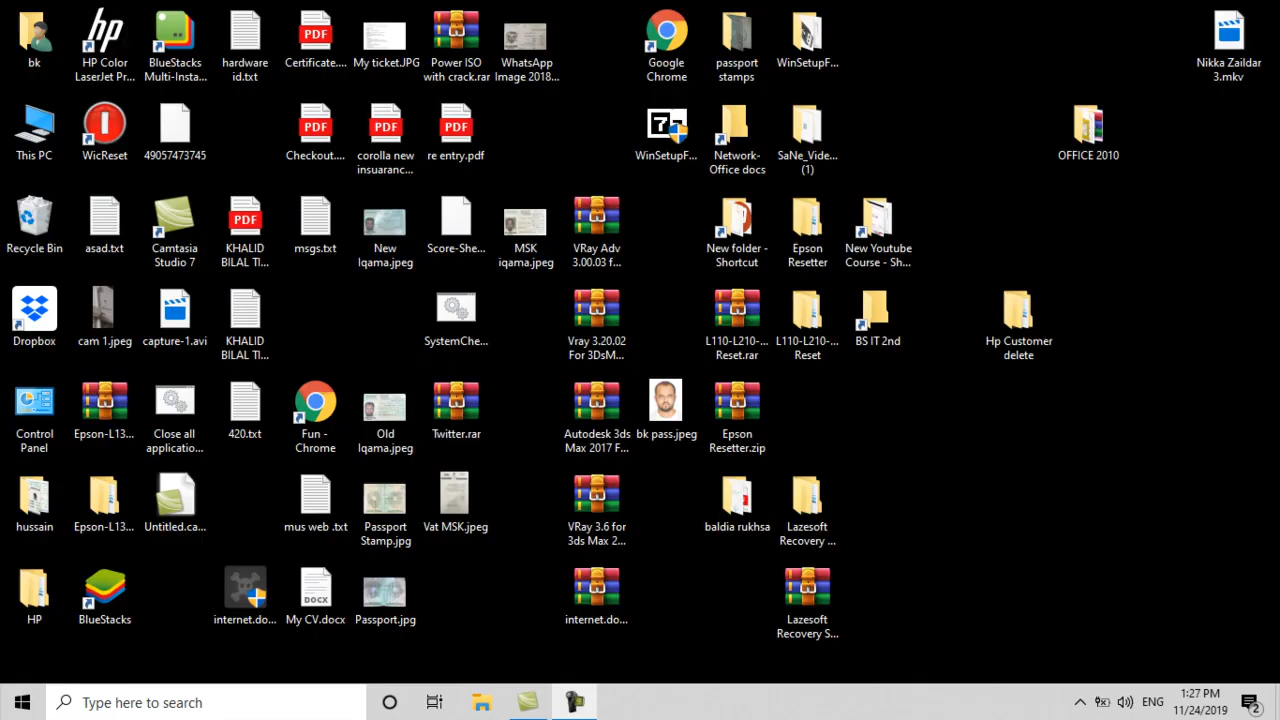 bk
HP Color
LaserJet Pr...
BlueStacks
Multi-Insta...
hardware
id.txt
PDF
Certificate....
My ticket.JPG
Power ISO
with crack.rar
WhatsApp
Image 2018...
Google
Chrome
passport
stamps
WinSetupF...
Nikka Zaildar
3.mkv
This PC
WicReset
49057473745
PDF
Checkout....
PDF
corolla new
insuaranc...
PDF
re entry.pdf
WinSetupF...
Network-
Office docs
SaNe_Vide...
(1)
OFFICE 2010
Recycle Bin
asad.txt
Camtasia
Studio 7
PDF
KHALID
BILAL TI...
msgs.txt
New
Iqama.jpeg
Score-She...
MSK
iqama.jpeg
VRay Adv
3.00.03 f...
New folder -
Shortcut
Epson
Resetter
New Youtube
Course - Sh...
Dropbox
cam 1.jpeg
capture-1.avi
KHALID
BILAL TI...
SystemChe...
Vray 3.20.02
For 3DsM...
L110-L210-...
Reset.rar
L110-L210-...
Reset
BS IT 2nd
Hp Customer
delete
Control
Panel
Epson-L13...
Close all
applicatio...
420.txt
Fun -
Chrome
Old
Iqama.jpeg
Twitter.rar
Autodesk 3ds
Max 2017 F...
bk pass.jpeg
Epson
Resetter.zip
hussain
Epson-L13...
Untitled.ca...
mus web .txt
Passport
Stamp.jpg
Vat MSK.jpeg
VRay 3.6 for
3ds Max 2...
baldia rukhsa
Lazesoft
Recovery ...
HP
BlueStacks
internet.do...
DOCX
My CV.docx
Passport.jpg
internet.do...
Lazesoft
Recovery S...
Type here to search
ENG
1:27 PM
11/24/2019
2